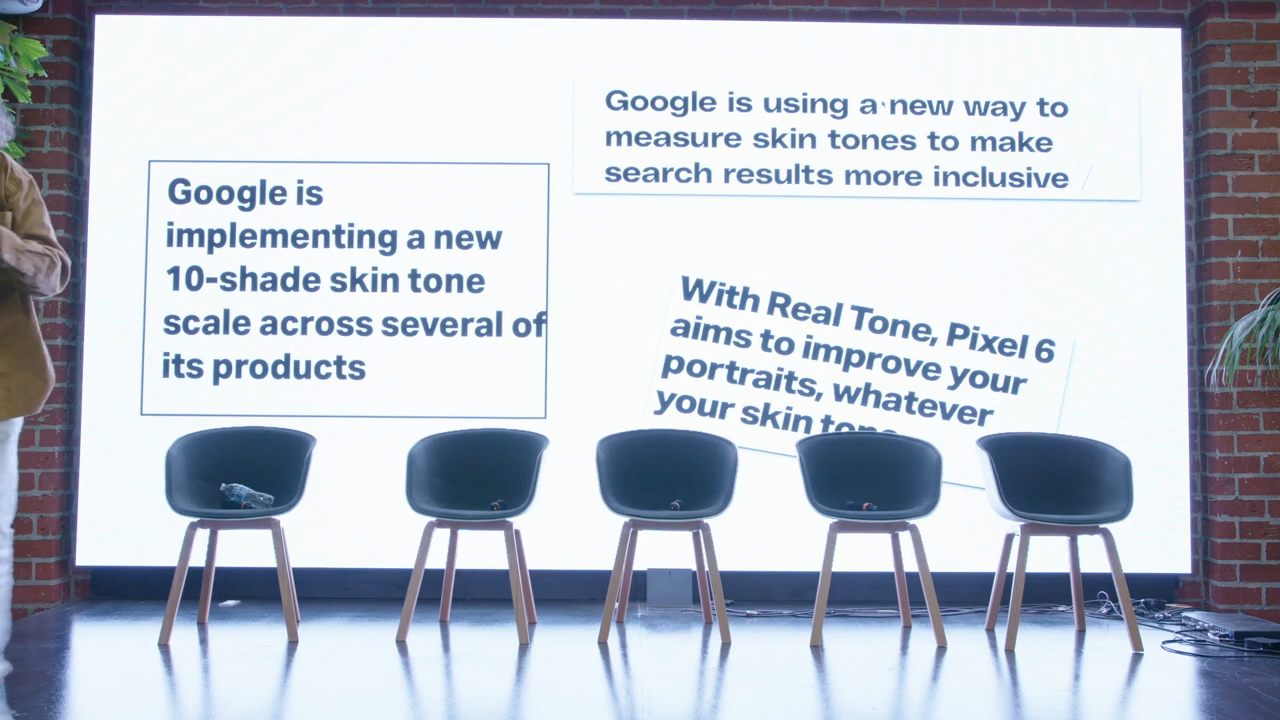 Google is using a new way to
measure skin tones to make
search results more inclusive
Google is
implementing a new
10-shade skin tone
scale across several of
its products
With Real Tone, Pixel 6
aims to improve your
portraits, whatever
your skin tone